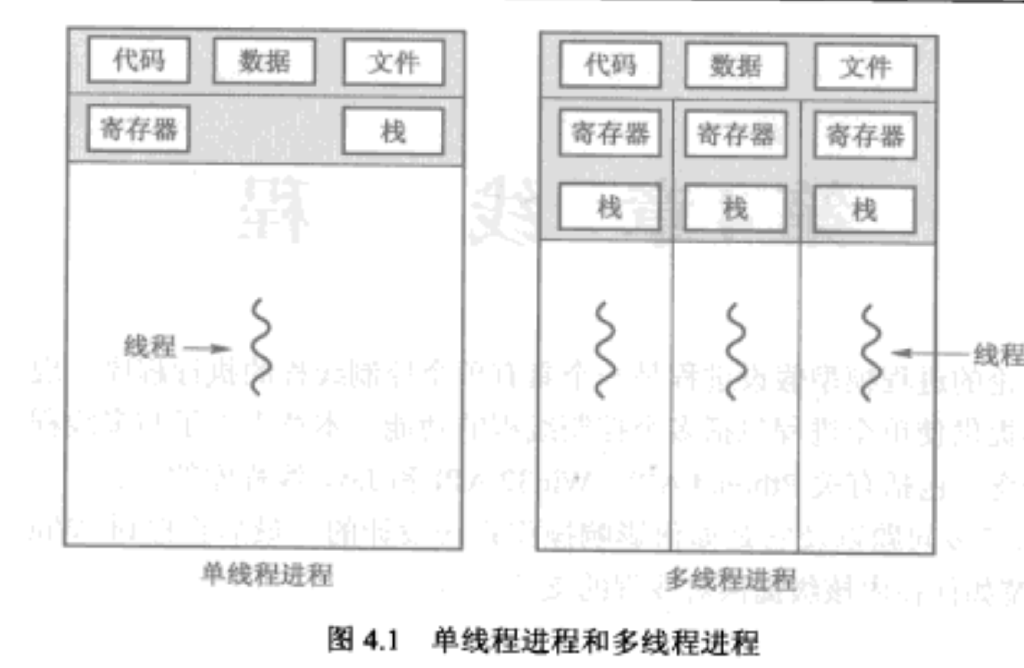 代码 数据 文件
寄存器 栈
线程
单线程进程
代码 数据 文件
寄存器 寄存器 寄存器
栈 栈 栈
线程
多线程进程
图 4.1 单线程进程和多线程进程